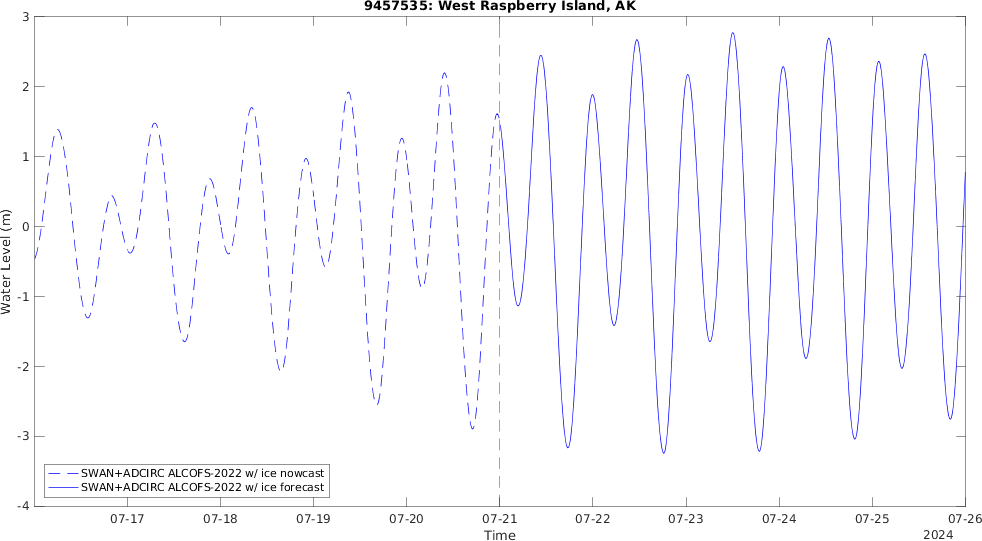 9457535: West Raspberry Island, AK
3
2
1
0
-1
-2
-3
-4
Water Level (m)
SWAN+ADCIRC ALCOFS-2022 w/ ice nowcast
SWAN+ADCIRC ALCOFS-2022 w/ ice forecast
07-17 07-18 07-19 07-20 07-21 07-22 07-23 07-24 07-25 07-26
Time
2024